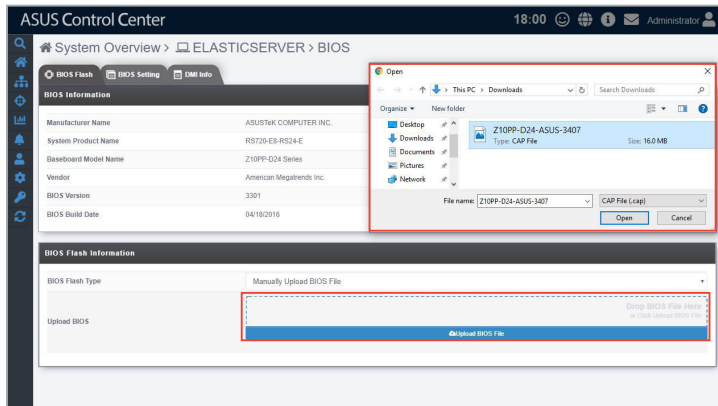 ASUS Control Center
18:00
Administrator
System Overview > ELASTICSERVER > BIOS
BIOS Flash
BIOS Setting
DMI Info
BIOS Information
Manufacturer Name
ASUSTeK COMPUTER INC.
System Product Name
RS720-E8-RS24-E
Baseboard Model Name
Z10PP-D24 Series
Vendor
American Megatrends Inc.
BIOS Version
3301
BIOS Build Date
04/18/2016
Open
This PC > Downloads
Search Downloads
Organize
New folder
Desktop
Downloads
Documents
Pictures
Network
Z10PP-D24-ASUS-3407
Type: CAP File
Size: 16.0 MB
File name:
Z10PP-D24-ASUS-3407
CAP File (.cap)
Open
Cancel
BIOS Flash Information
BIOS Flash Type
Manually Upload BIOS File
Upload BIOS
Drop BIOS File Here
or Click Upload BIOS File
Upload BIOS File